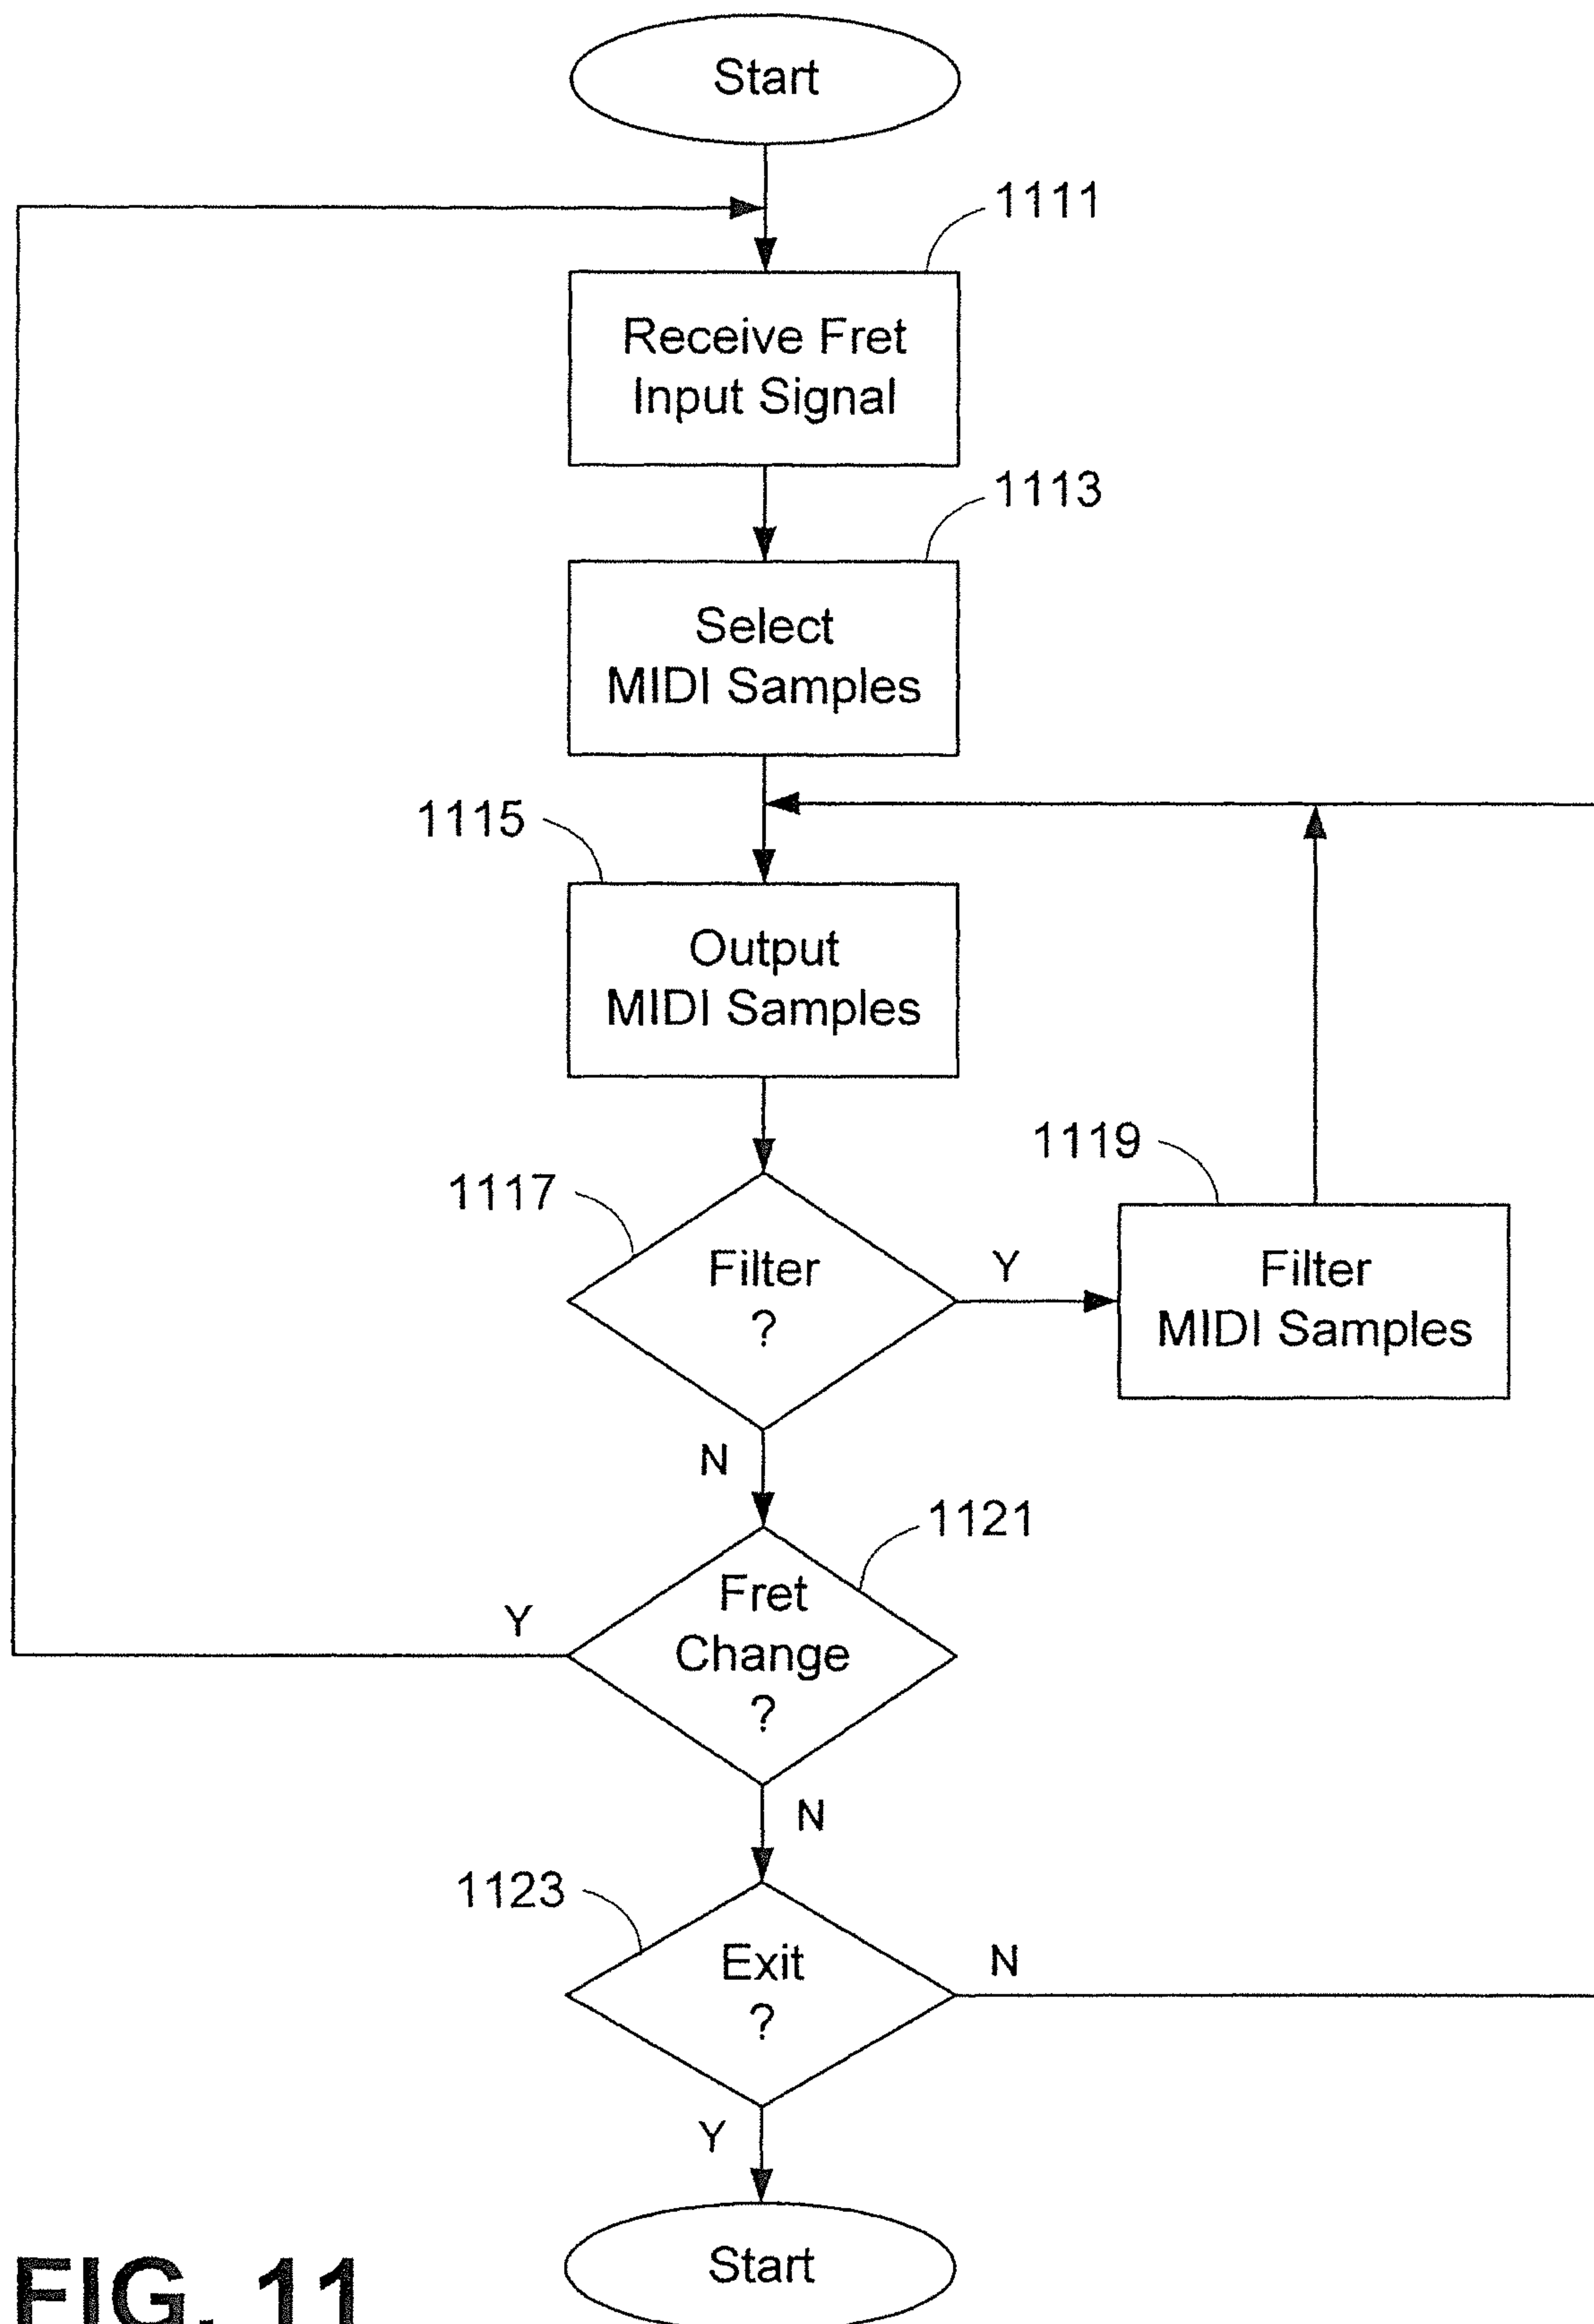 Start
1111
Receive Fret
Input Signal
1113
Select
MIDI Samples
1115
Output
MIDI Samples
1117
Filter
?
Y
1119
Filter
MIDI Samples
N
1121
Fret
Change
?
Y
N
1123
Exit
?
N
Y
Start
FIG. 11